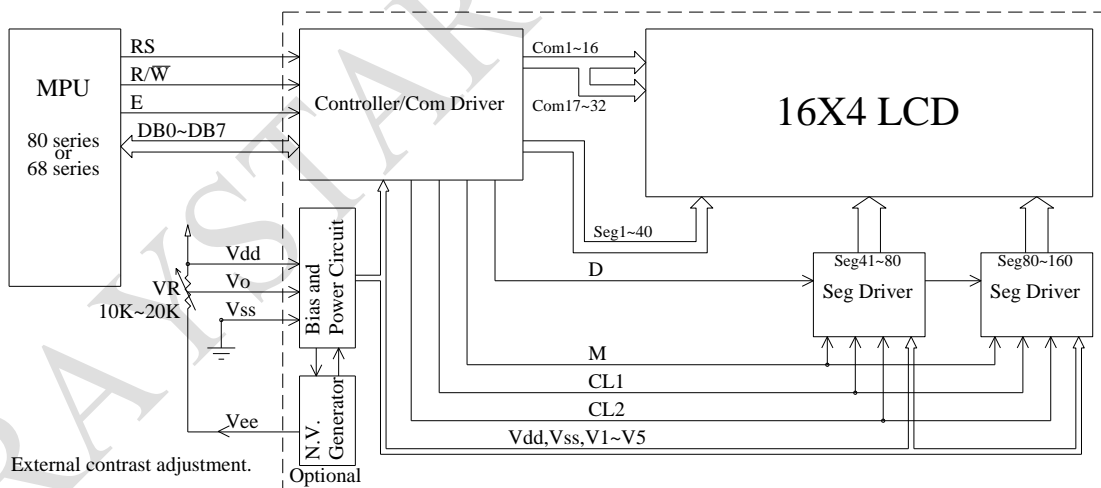 RAYSTAR
MPU
80 series
or
68 series
RS
R/W̅
E
DB0~DB7
Controller/Com Driver
Com1~16
Com17~32
16X4 LCD
Seg1~40
D
Seg41~80
Seg Driver
Seg80~160
Seg Driver
Vdd
Vo
Vss
VR
10K~20K
Bias and
Power Circuit
N.V.
Generator
Optional
Vee
M
CL1
CL2
Vdd,Vss,V1~V5
External contrast adjustment.